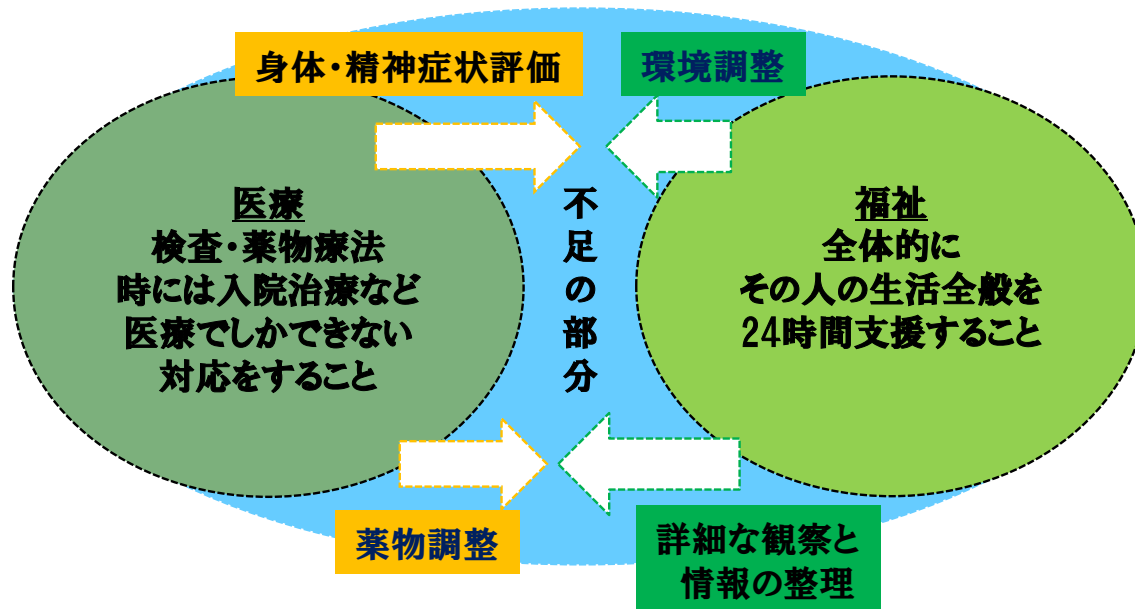 身体・精神症状評価
環境調整
医療
検査・薬物療法
時には入院治療など
医療でしかできない
対応をすること
不足の部分
福祉
全体的に
その人の生活全般を
24時間支援すること
薬物調整
詳細な観察と
情報の整理